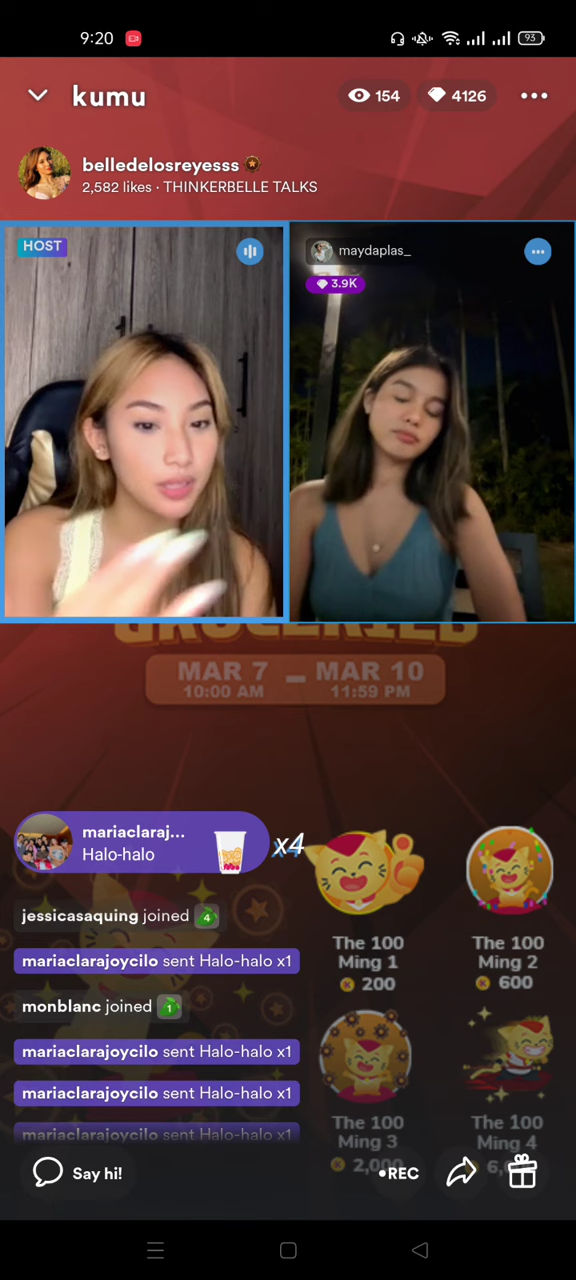 9:20
93
kumu
154
4126
belledelosreyesss
2,582 likes · THINKERBELLE TALKS
HOST
maydaplas_
3.9K
MAR 7 – MAR 10
10:00 AM 11:59 PM
mariaclaraj...
Halo-halo
x4
jessicasaquing joined 4
mariaclarajoycilo sent Halo-halo x1
monblanc joined 1
mariaclarajoycilo sent Halo-halo x1
mariaclarajoycilo sent Halo-halo x1
mariaclarajoycilo sent Halo-halo x1
The 100
Ming 1
200
The 100
Ming 2
600
The 100
Ming 3
2,000
The 100
Ming 4
Say hi!
•REC